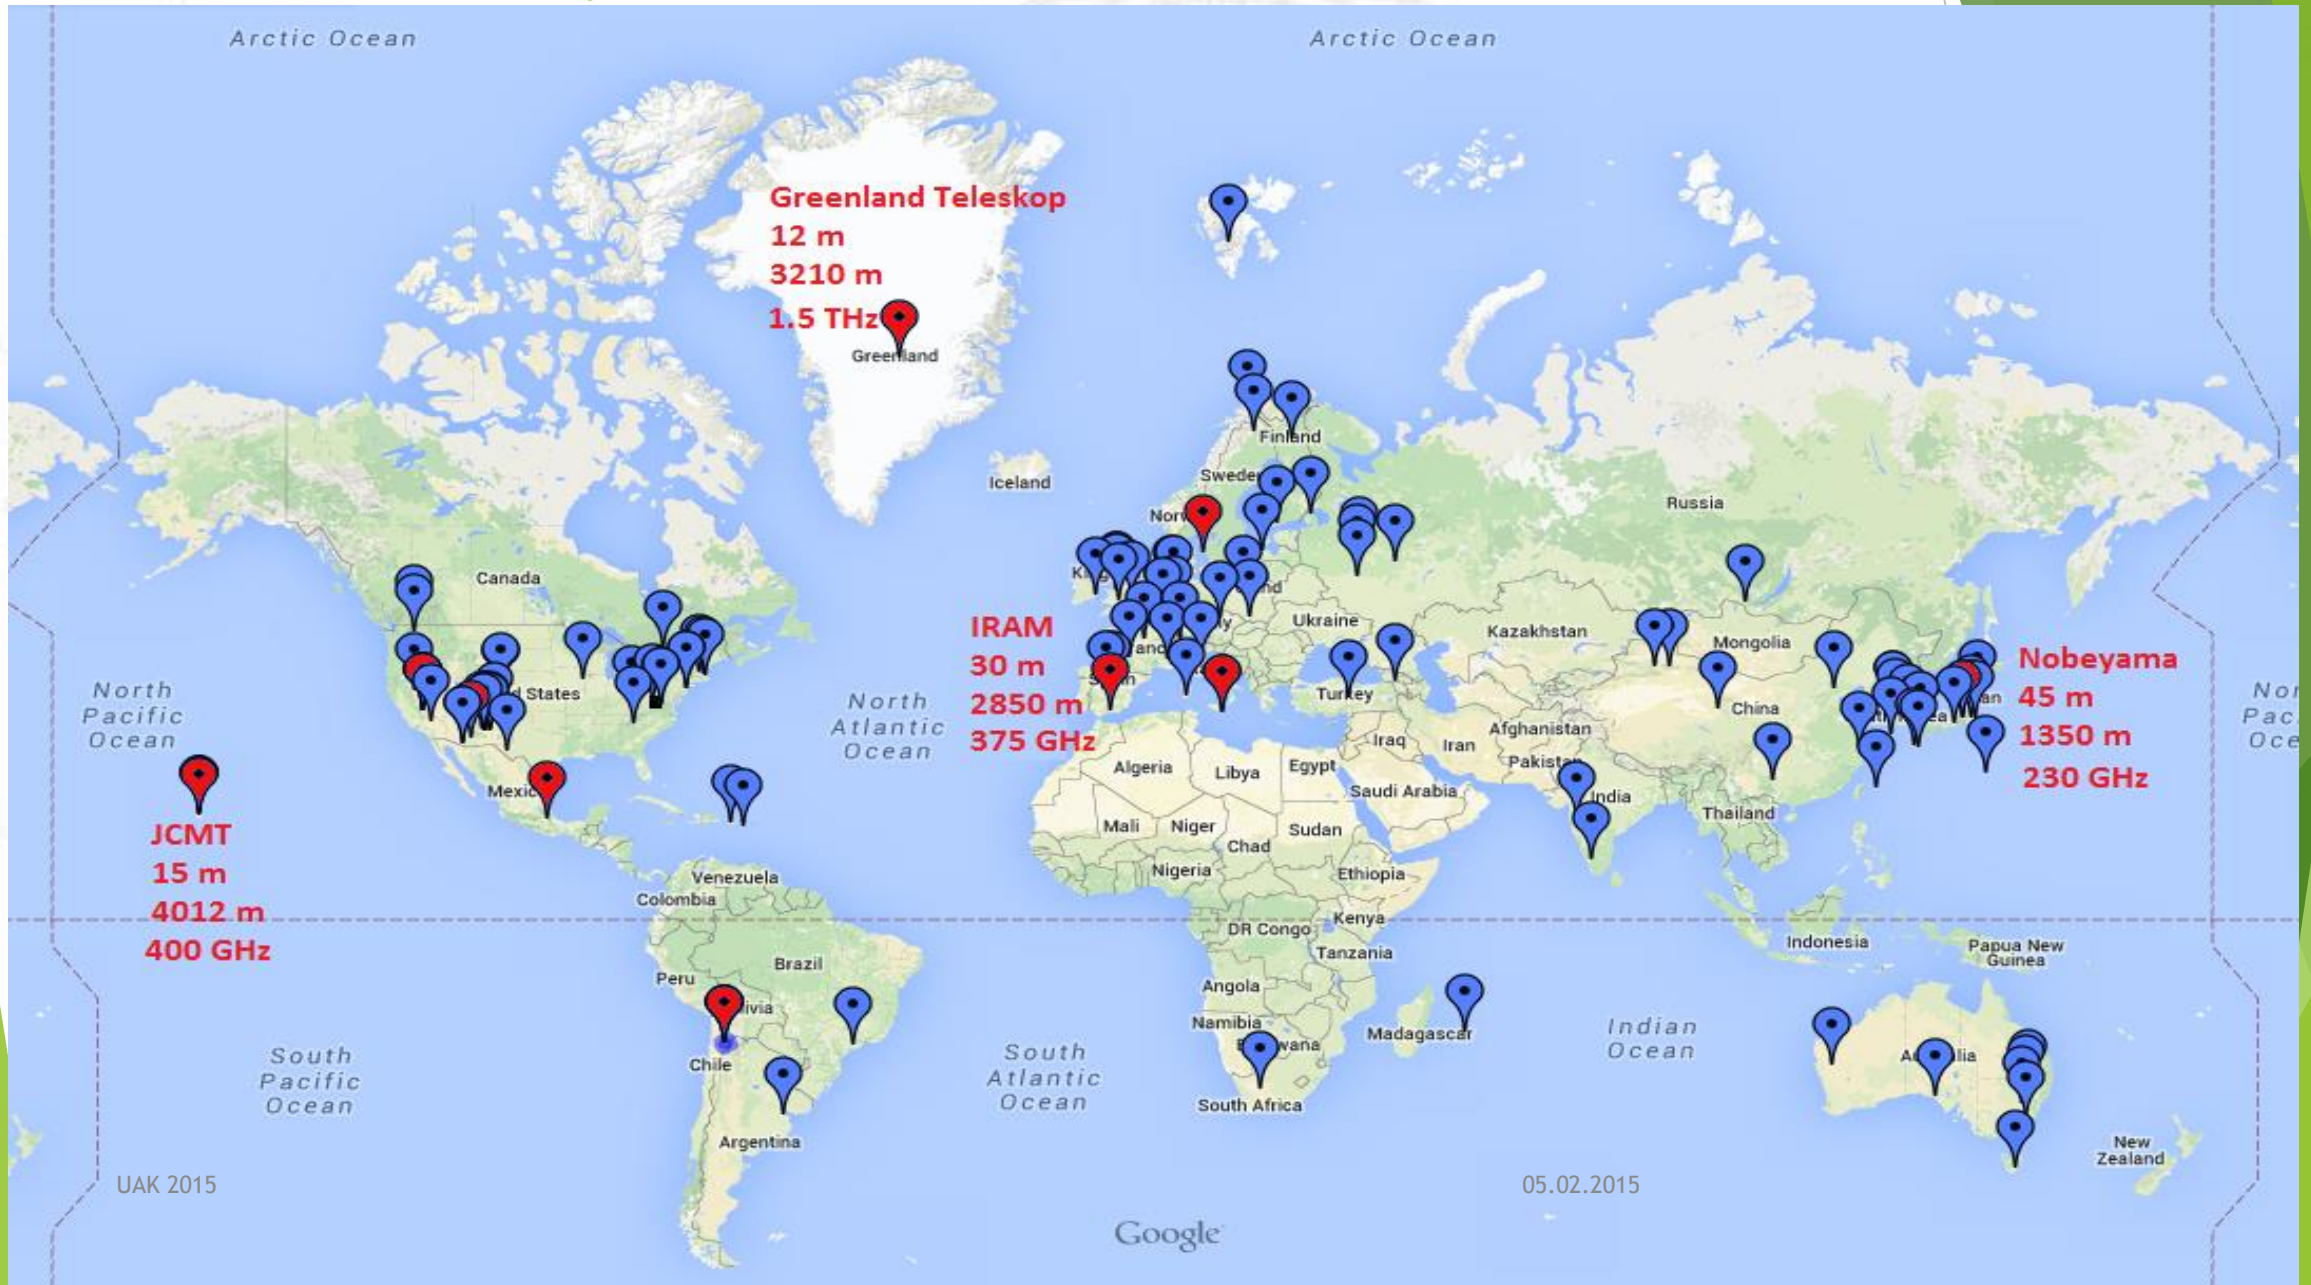 Arctic Ocean
Arctic Ocean
Greenland Teleskop
12 m
3210 m
1.5 THz
Greenland
Iceland
Finland
Russia
Canada
Ukraine
Kazakhstan
Mongolia
IRAM
30 m
2850 m
375 GHz
Nobeyama
45 m
1350 m
230 GHz
North
Pacific
Ocean
States
North
Atlantic
Ocean
Turkey
China
Afghanistan
Iraq
Iran
Algeria
Libya
Egypt
Saudi Arabia
India
Mali
Niger
Sudan
Chad
Thailand
JCMT
15 m
4012 m
400 GHz
Venezuela
Colombia
Nigeria
Ethiopia
Kenya
DR Congo
Tanzania
Indonesia
Papua New
Guinea
Brazil
Peru
Angola
Namibia
Madagascar
Indian
Ocean
Chile
South
Pacific
Ocean
South
Atlantic
Ocean
South Africa
Argentina
New
Zealand
UAK 2015
05.02.2015
Google